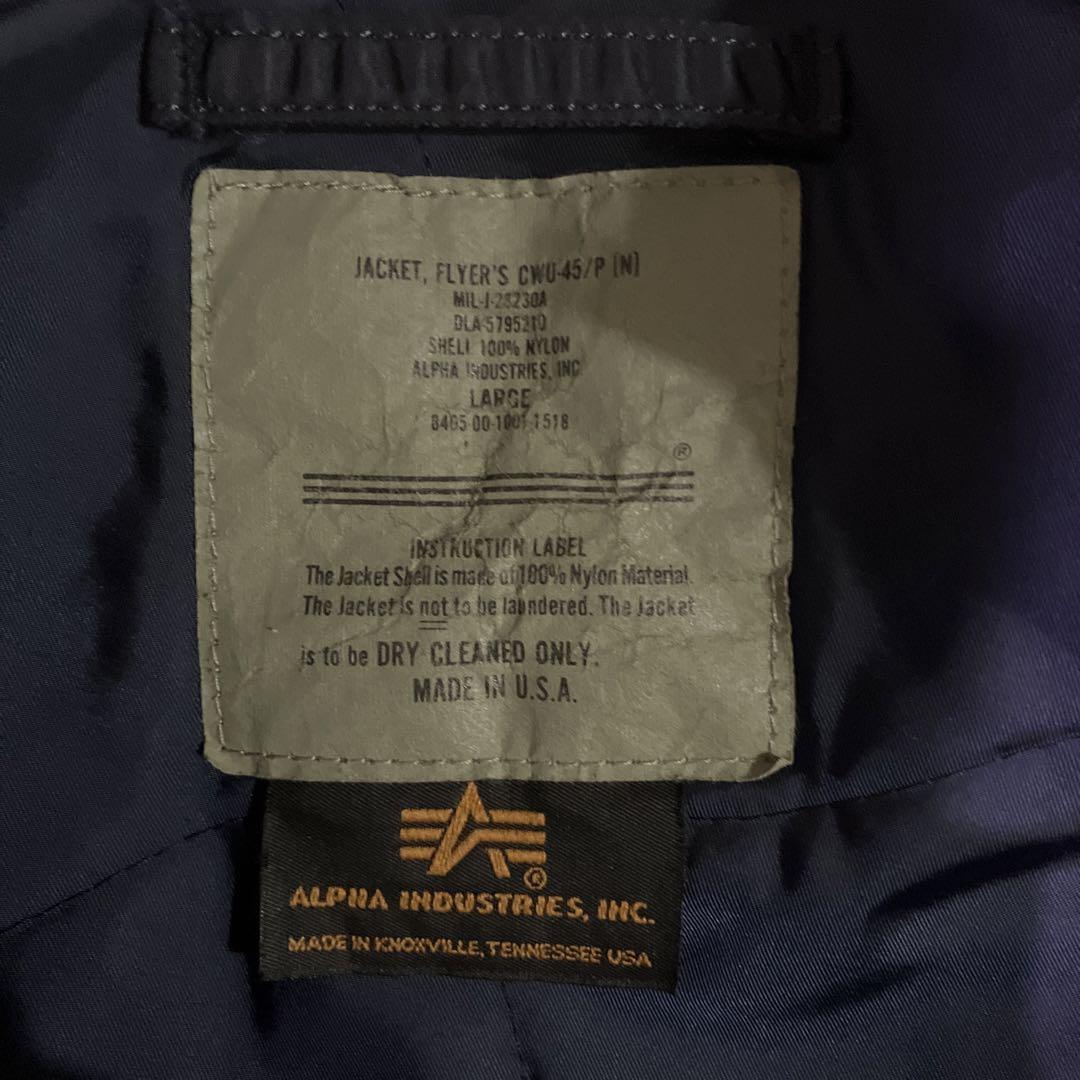 JACKET, FLYER'S CWU-45/P (N)
MIL-J-28230A
DLA-5795210
SHELL 100% NYLON
ALPHA INDUSTRIES, INC
LARGE
8405-00-1001-1518
®
INSTRUCTION LABEL
The Jacket Shell is made of 100% Nylon Material.
The Jacket is not to be laundered. The Jacket
is to be DRY CLEANED ONLY.
MADE IN U.S.A.
®
ALPHA INDUSTRIES, INC.
MADE IN KNOXVILLE, TENNESSEE USA